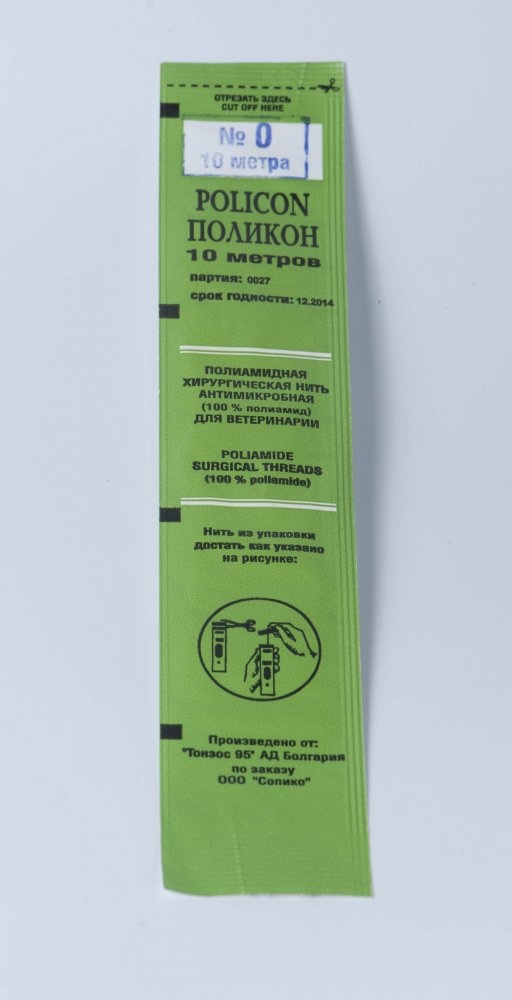 ОТРЕЗАТЬ ЗДЕСЬ
CUT OFF HERE
№ 0
10 метра
POLICON
ПОЛИКОН
10 метров
партия: 0027
срок годности: 12.2014
ПОЛИАМИДНАЯ
ХИРУРГИЧЕСКАЯ НИТЬ
АНТИМИКРОБНАЯ
(100 % полиамид)
ДЛЯ ВЕТЕРИНАРИИ
POLIAMIDE
SURGICAL THREADS
(100 % poliamide)
Нить из упаковки
достать как указано
на рисунке:
Произведено от:
"Тонзос 95" АД Болгария
по заказу
ООО "Сопико"